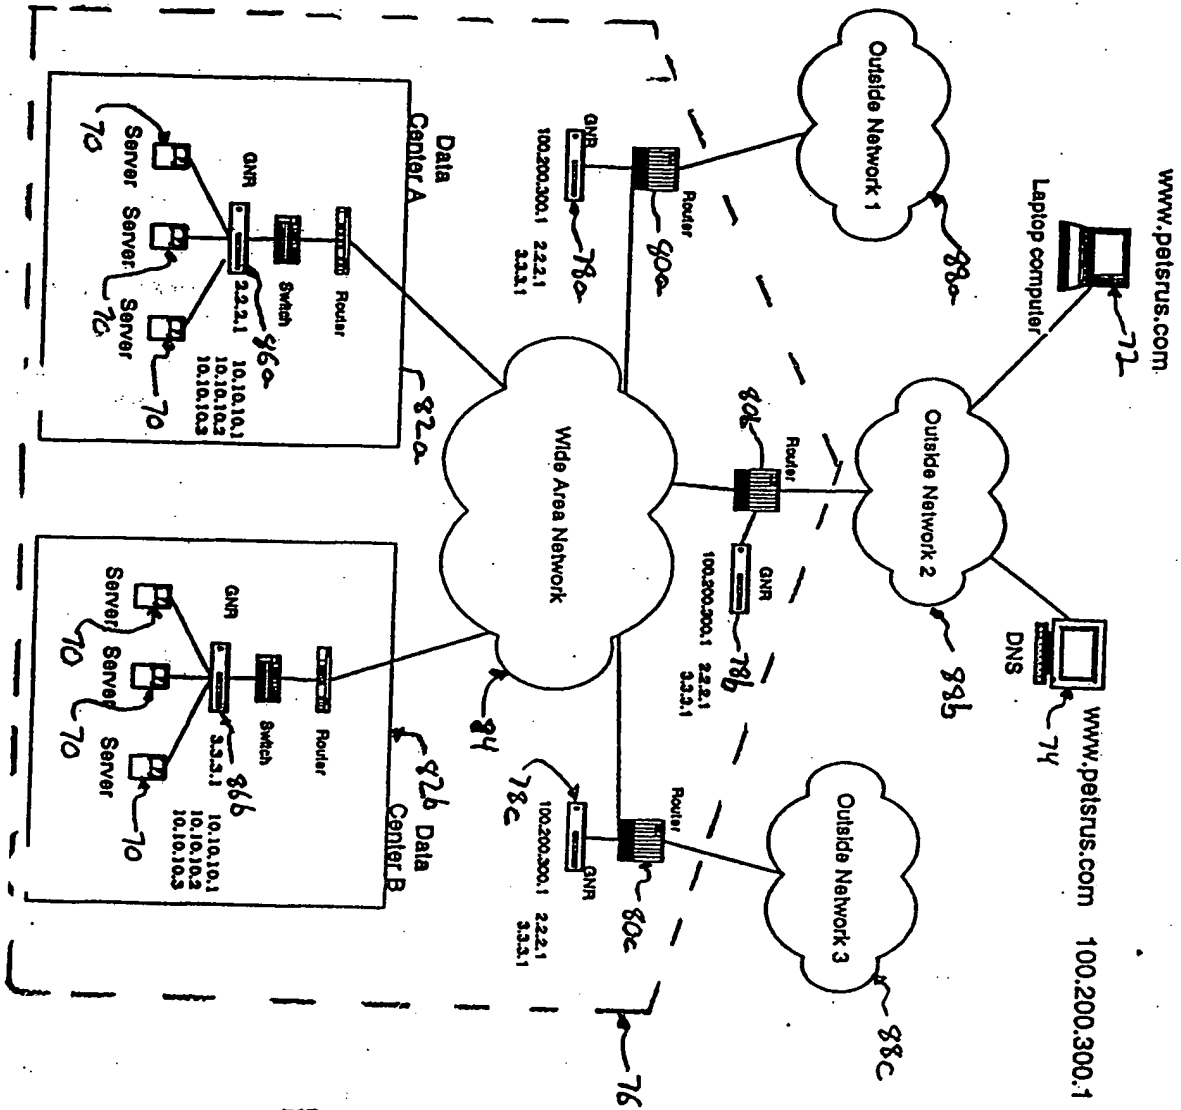 www.petsrus.com
Laptop computer
72
DNS
74
www.petsrus.com 100.200.300.1
Outside Network 1
88a
Outside Network 2
88b
Outside Network 3
88c
Router
80a
GNR
100.200.300.1 2.2.2.1
3.3.3.1
78a
Router
80b
GNR
100.200.300.1 2.2.2.1
3.3.3.1
78b
Router
80c
GNR
100.200.300.1 2.2.2.1
3.3.3.1
78c
76
Wide Area Network
84
Data
Center A
82a
Router
Switch
GNR
2.2.2.1
86a
10.10.10.1
10.10.10.2
10.10.10.3
Server
70
Server
70
Server
70
Data
Center B
82b
Router
Switch
GNR
3.3.3.1
86b
10.10.10.1
10.10.10.2
10.10.10.3
Server
70
Server
70
Server
70